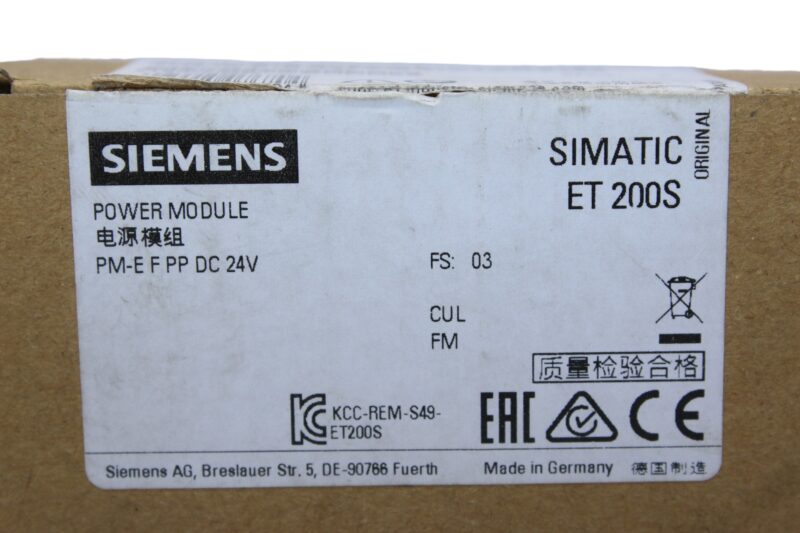 SIEMENS
SIMATIC
ET 200S
ORIGINAL
POWER MODULE
电源模组
PM-E F PP DC 24V
FS: 03
CUL
FM
质量检验合格
KCC-REM-S49-
ET200S
EAC
CE
Siemens AG, Breslauer Str. 5, DE-90766 Fuerth
Made in Germany 德国制造